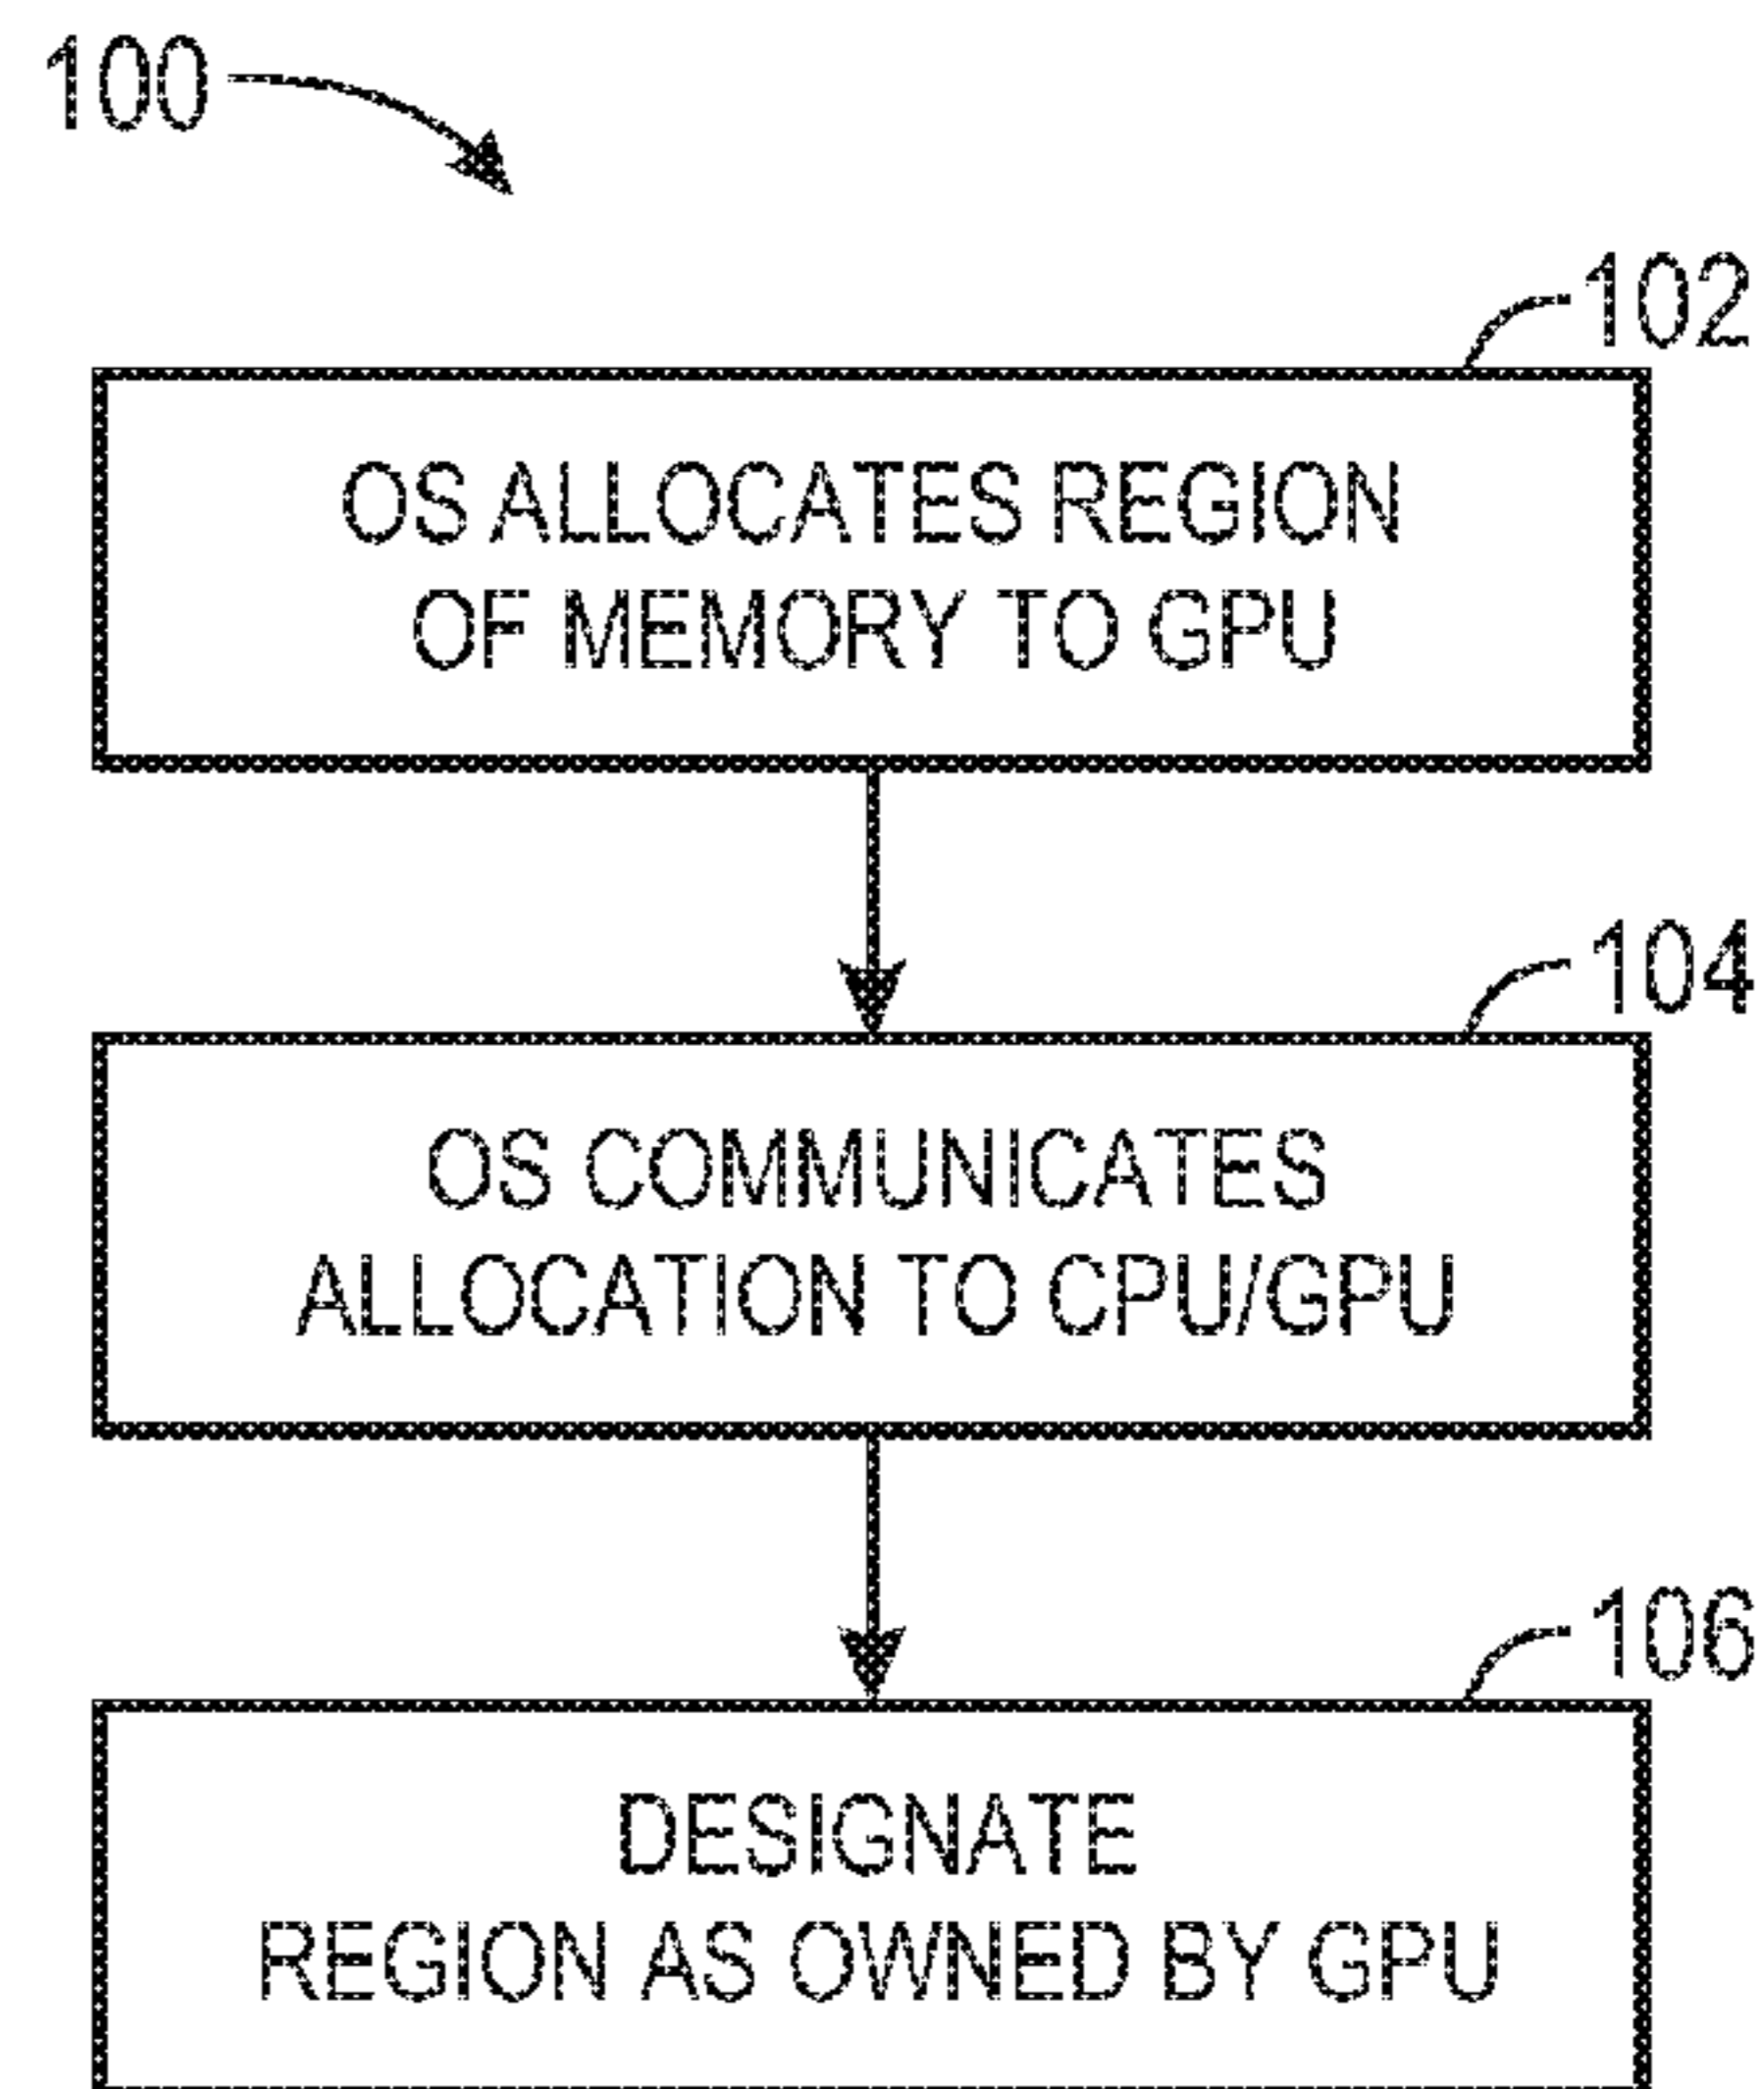 100
102
OS ALLOCATES REGION
OF MEMORY TO GPU
104
OS COMMUNICATES
ALLOCATION TO CPU/GPU
106
DESIGNATE
REGION AS OWNED BY GPU